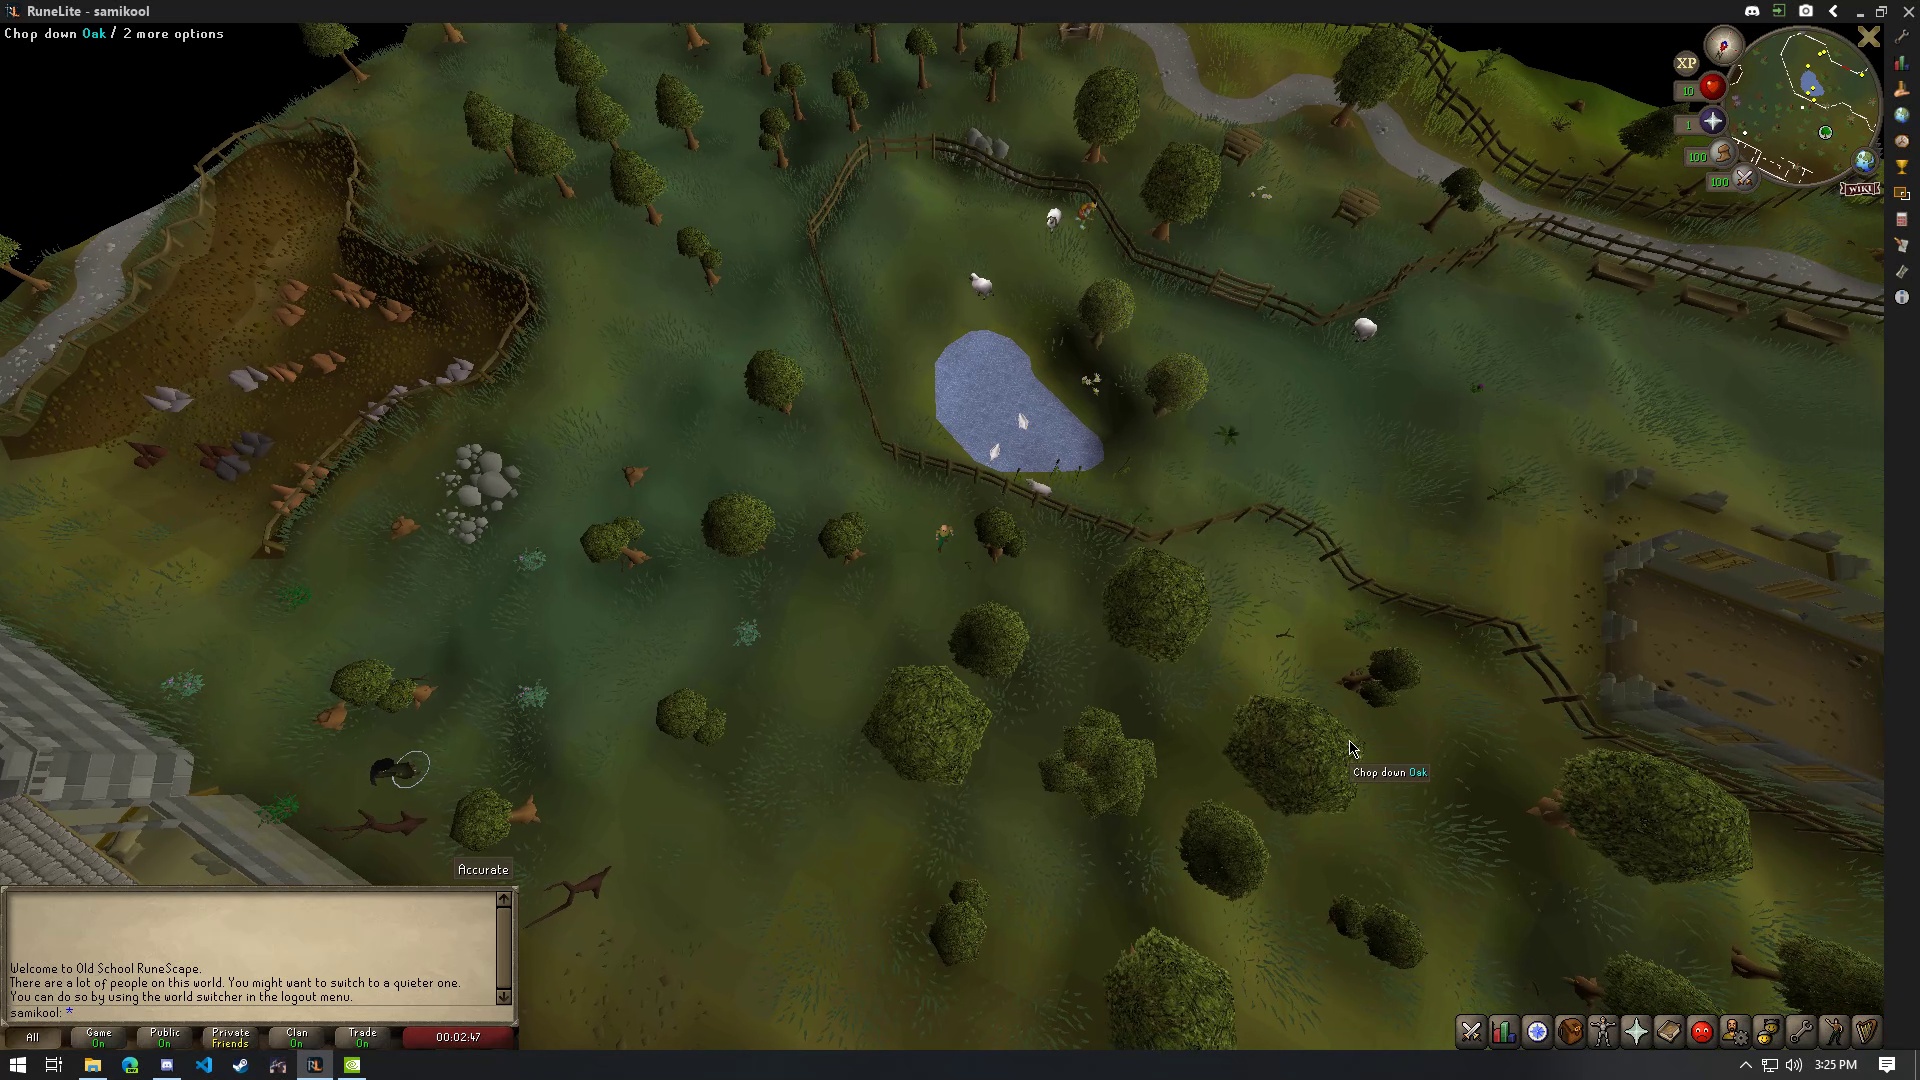 RuneLite - samikool
Chop down Oak / 2 more options
XP
10
1
100
100
WIKI
Chop down Oak
Accurate
Welcome to Old School RuneScape.
There are a lot of people on this world. You might want to switch to a quieter one.
You can do so by using the world switcher in the logout menu.
samikool: *
All
Game
On
Public
On
Private
Friends
Clan
On
Trade
On
00:02:47
3:25 PM